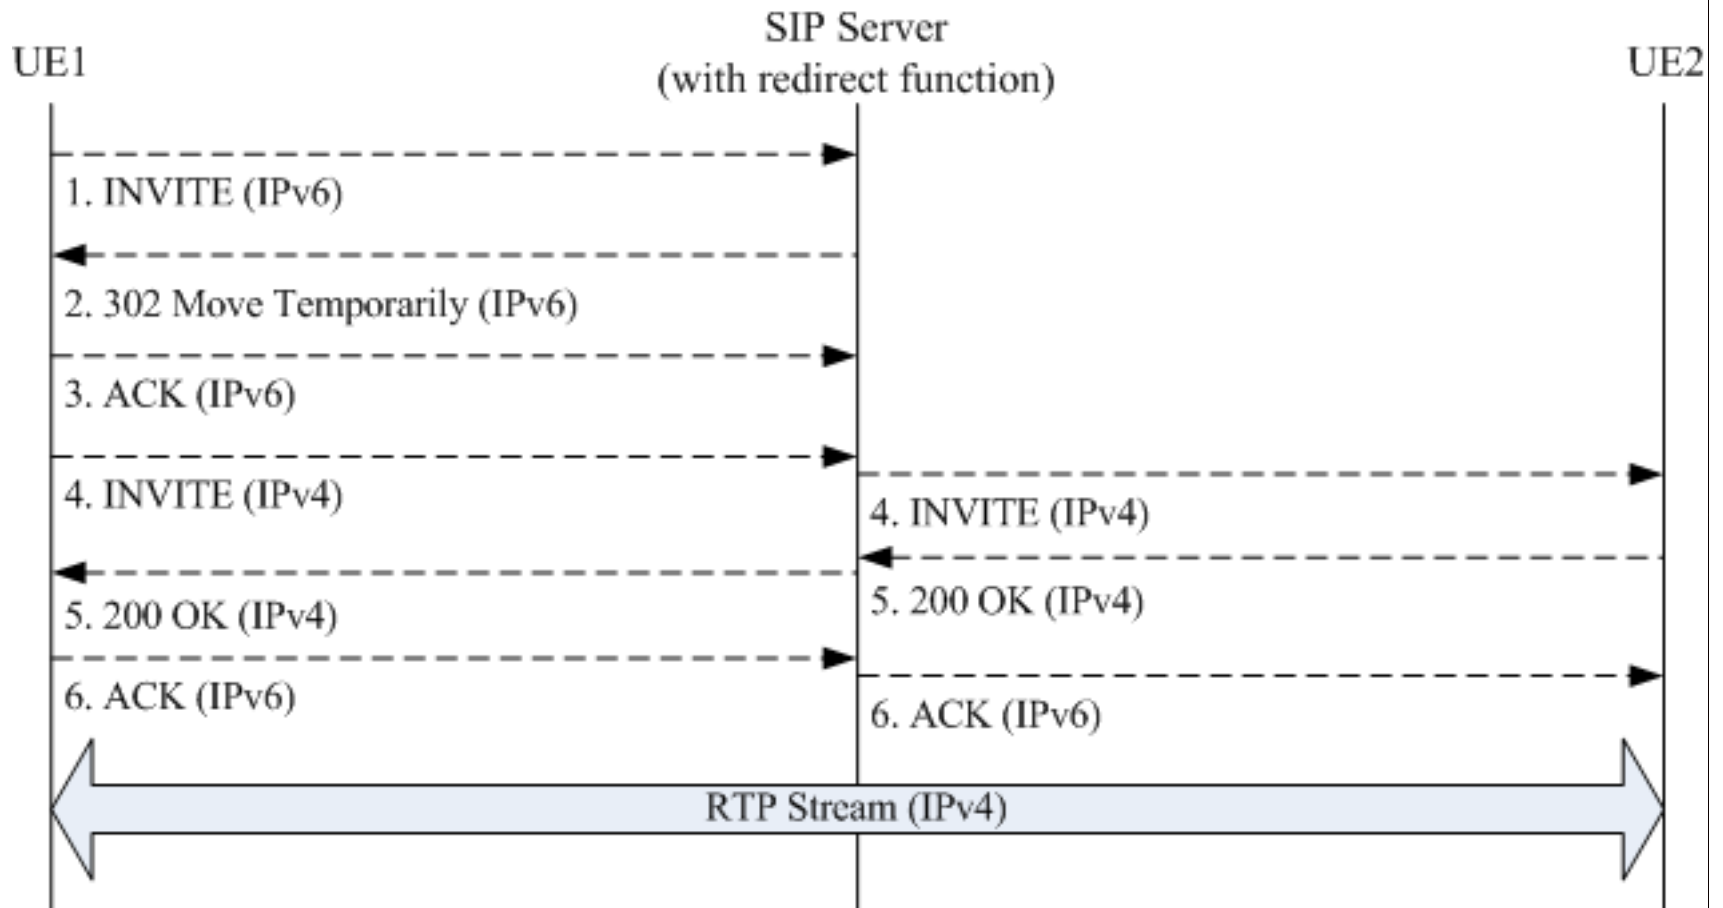 SIP Server
UE1
(with redirect function)
UE2
1. INVITE (IPv6)
2. 302 Move Temporarily (IPv6)
3. ACK (IPv6)
4. INVITE (IPv4)
4. INVITE (IPv4)
5. 200 OK (IPv4)
5. 200 OK (IPv4)
6. ACK (IPv6)
6. ACK (IPv6)
RTP Stream (IPv4)